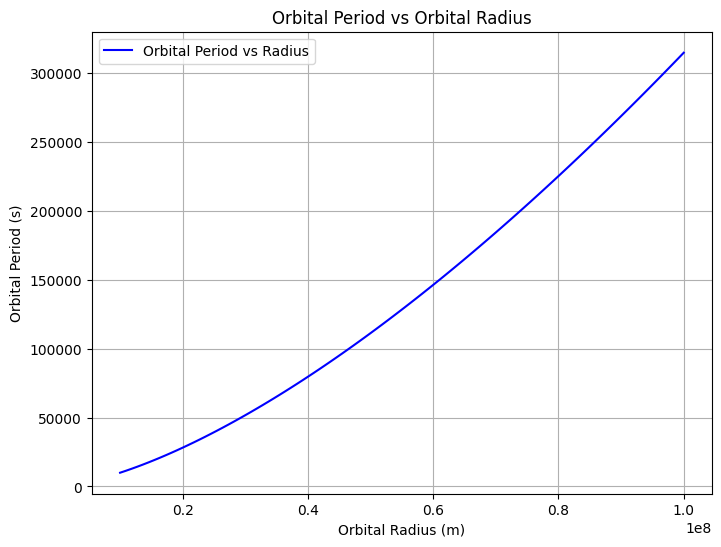 Orbital Period vs Orbital Radius
Orbital Period vs Radius
Orbital Period (s)
300000
250000
200000
150000
100000
50000
0
0.2
0.4
0.6
0.8
1.0
1e8
Orbital Radius (m)